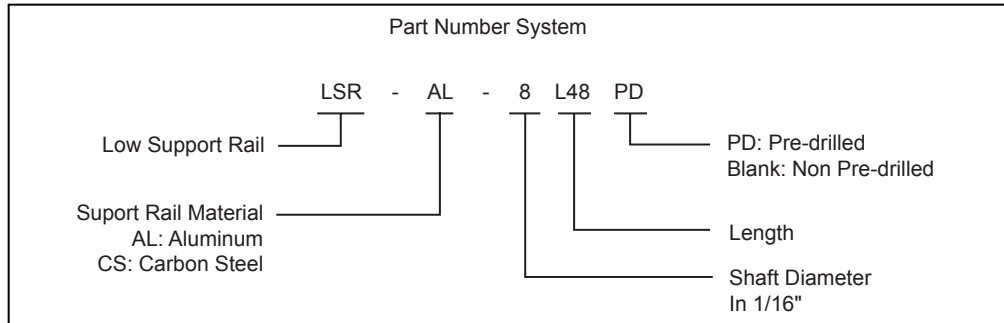 Part Number System
LSR - AL - 8 L48 PD
Low Support Rail
PD: Pre-drilled
Blank: Non Pre-drilled
Suport Rail Material
AL: Aluminum
CS: Carbon Steel
Length
Shaft Diameter
In 1/16"